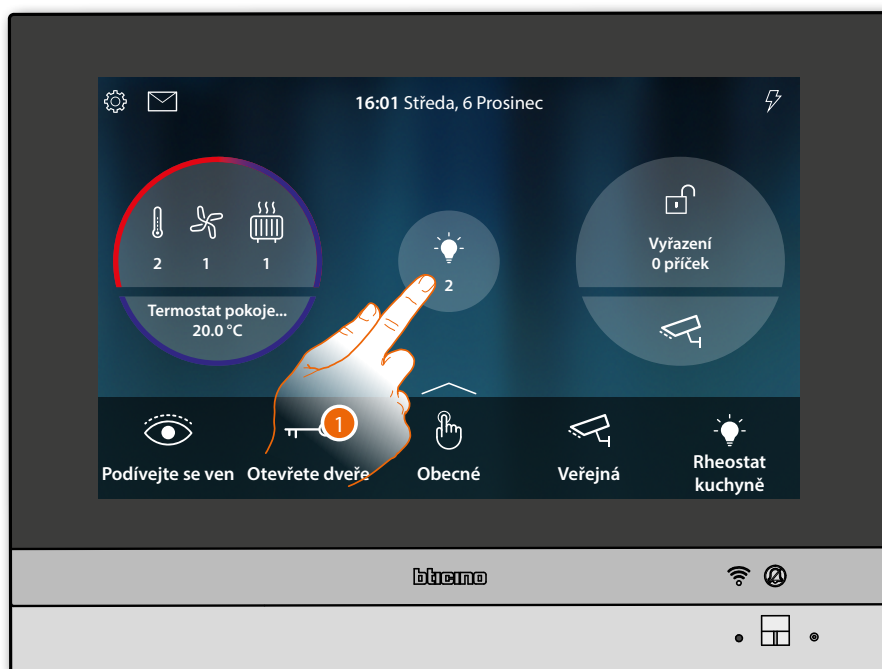 16:01 Středa, 6 Prosinec
2 1 1
Termostat pokoje...
20.0 °C
2
Vyřazení
0 příček
1
Podívejte se ven
Otevřete dveře
Obecné
Veřejná
Rheostat
kuchyně
bticino